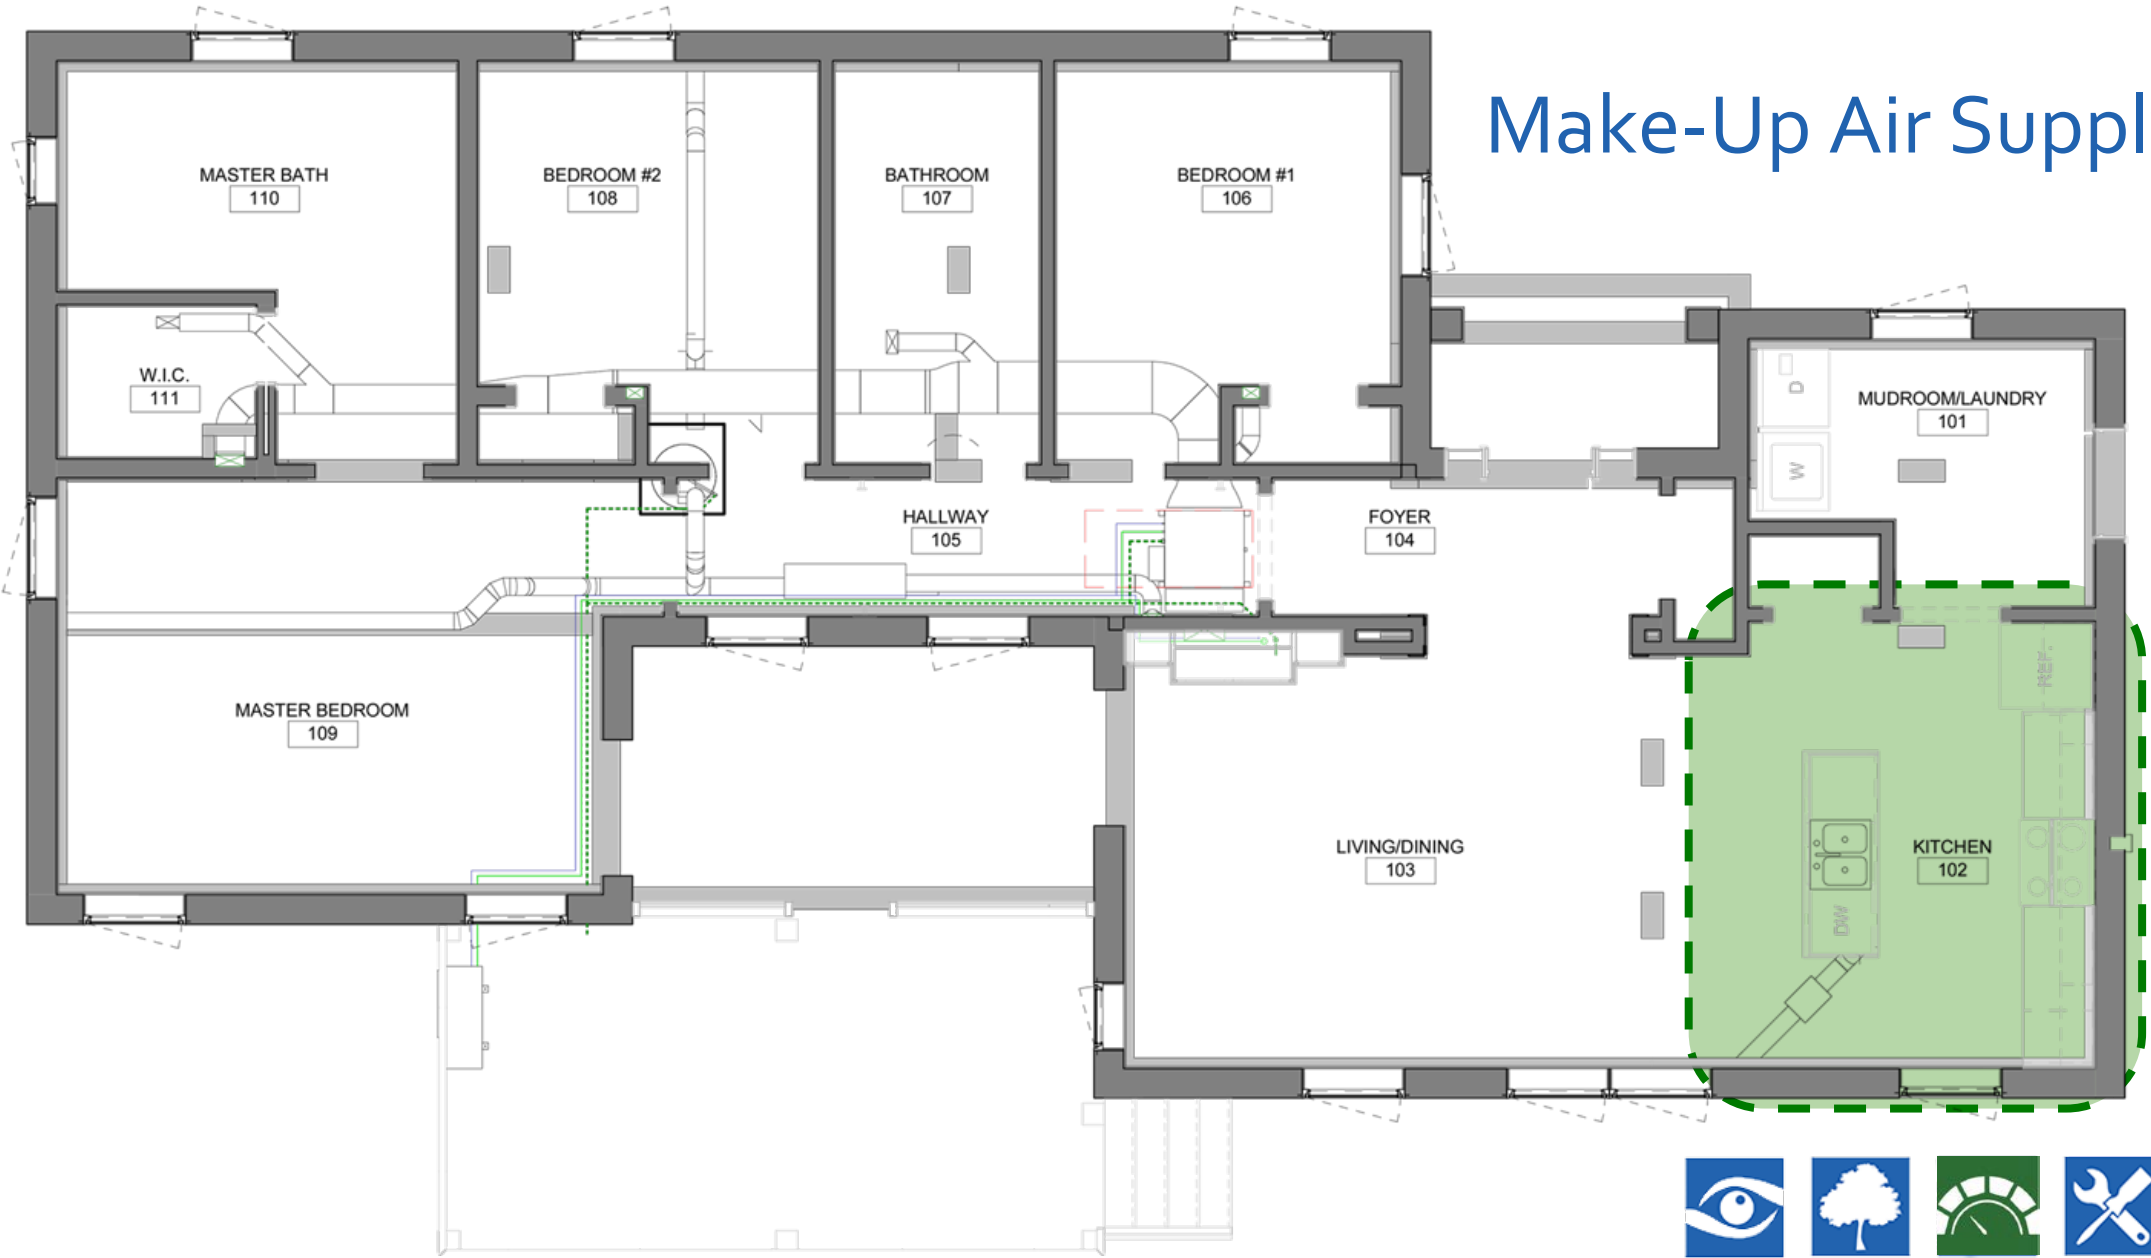 Make-Up Air Suppl
MASTER BATH
110
BEDROOM #2
108
BATHROOM
107
BEDROOM #1
106
W.I.C.
111
MUDROOM/LAUNDRY
101
D
W
HALLWAY
105
FOYER
104
REF.
MASTER BEDROOM
109
LIVING/DINING
103
KITCHEN
102
DW